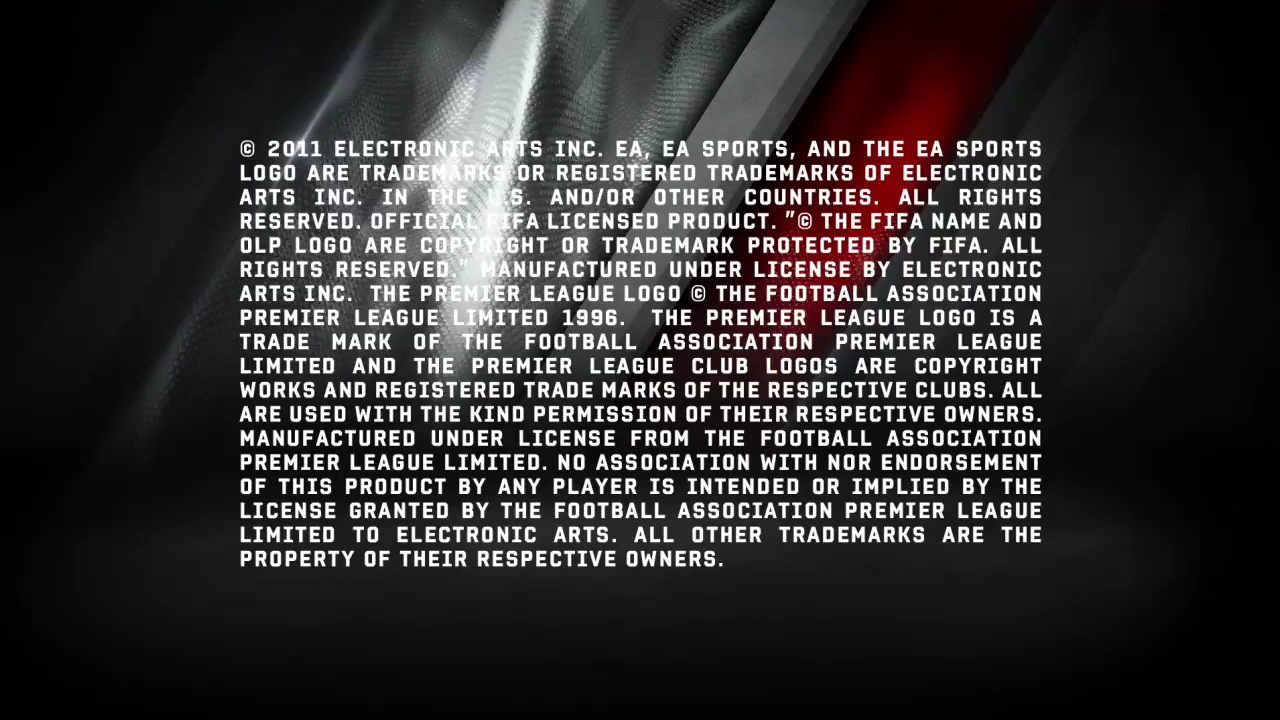 © 2011 ELECTRONIC ARTS INC. EA, EA SPORTS, AND THE EA SPORTS
LOGO ARE TRADEMARKS OR REGISTERED TRADEMARKS OF ELECTRONIC
ARTS INC. IN THE U.S. AND/OR OTHER COUNTRIES. ALL RIGHTS
RESERVED. OFFICIAL FIFA LICENSED PRODUCT. "© THE FIFA NAME AND
OLP LOGO ARE COPYRIGHT OR TRADEMARK PROTECTED BY FIFA. ALL
RIGHTS RESERVED." MANUFACTURED UNDER LICENSE BY ELECTRONIC
ARTS INC. THE PREMIER LEAGUE LOGO © THE FOOTBALL ASSOCIATION
PREMIER LEAGUE LIMITED 1996. THE PREMIER LEAGUE LOGO IS A
TRADE MARK OF THE FOOTBALL ASSOCIATION PREMIER LEAGUE
LIMITED AND THE PREMIER LEAGUE CLUB LOGOS ARE COPYRIGHT
WORKS AND REGISTERED TRADE MARKS OF THE RESPECTIVE CLUBS. ALL
ARE USED WITH THE KIND PERMISSION OF THEIR RESPECTIVE OWNERS.
MANUFACTURED UNDER LICENSE FROM THE FOOTBALL ASSOCIATION
PREMIER LEAGUE LIMITED. NO ASSOCIATION WITH NOR ENDORSEMENT
OF THIS PRODUCT BY ANY PLAYER IS INTENDED OR IMPLIED BY THE
LICENSE GRANTED BY THE FOOTBALL ASSOCIATION PREMIER LEAGUE
LIMITED TO ELECTRONIC ARTS. ALL OTHER TRADEMARKS ARE THE
PROPERTY OF THEIR RESPECTIVE OWNERS.